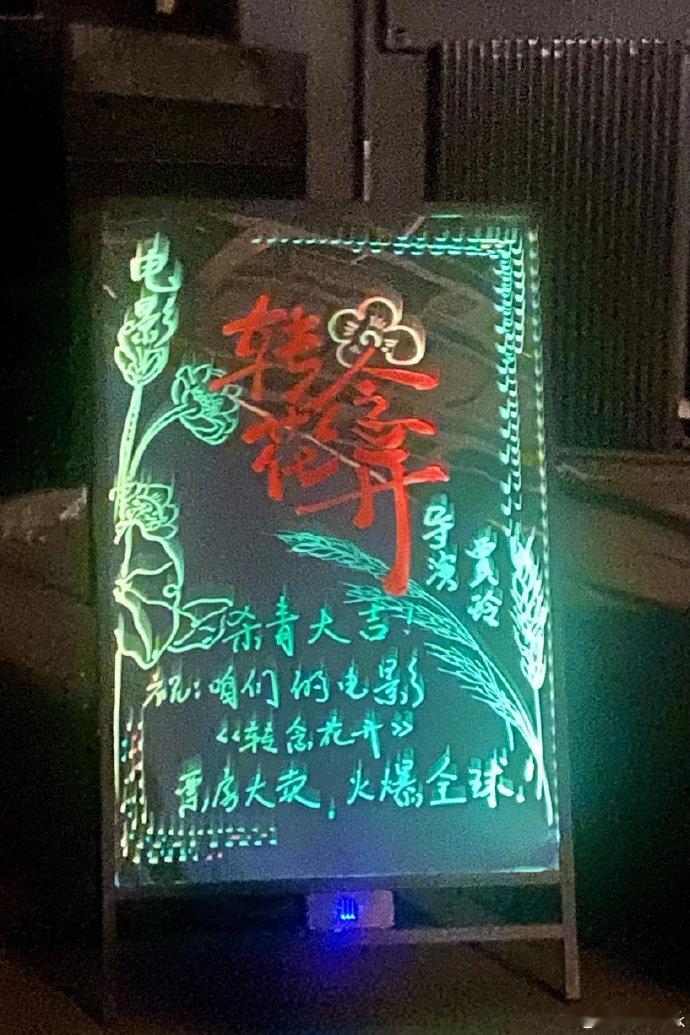 电影
转念
花开
导演
贾玲
杀青大吉！
祝：咱们的电影
《转念花开》
票房大卖，火爆全球！